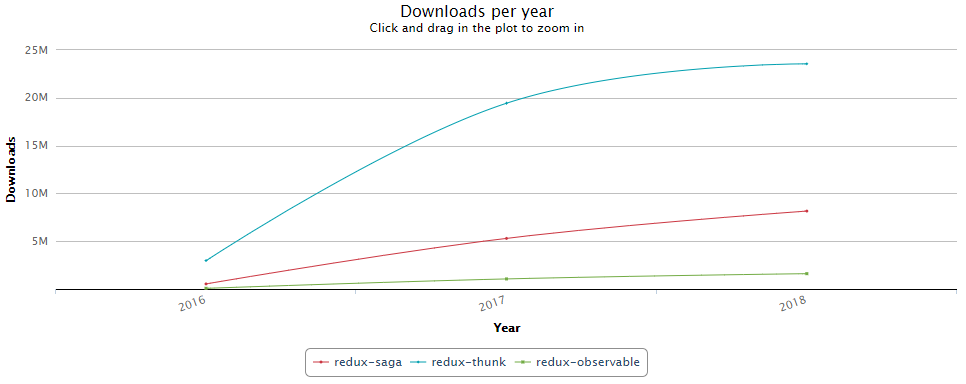 Downloads per year
Click and drag in the plot to zoom in
25M
20M
15M
10M
5M
Downloads
2016
2017
2018
Year
redux-saga redux-thunk redux-observable